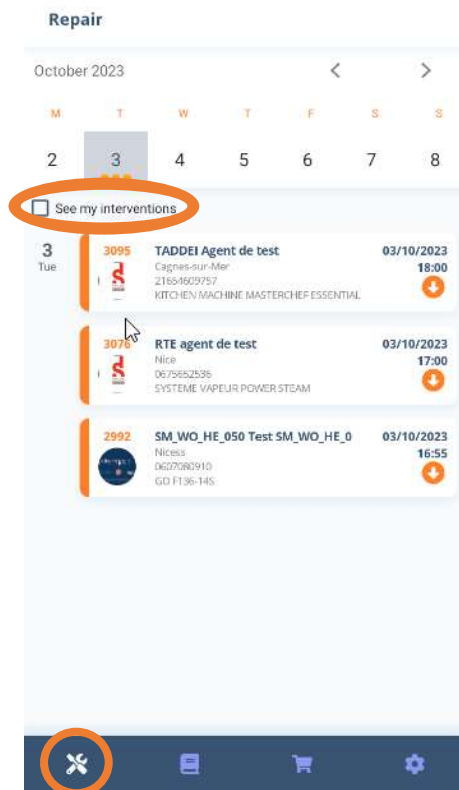 Repair
October 2023
M T W T F S S
2 3 4 5 6 7 8
See my interventions
3
Tue
3095
TADDEI Agent de test
Cagnes-sur-Mer
21654609757
KITCHEN MACHINE MASTERCHEF ESSENTIAL
03/10/2023
18:00
3076
RTE agent de test
Nice
0675652536
SYSTEME VAPEUR POWER STEAM
03/10/2023
17:00
2992
SM_WO_HE_050 Test SM_WO_HE_0
Nicess
0607080910
GO F136-14S
03/10/2023
16:55